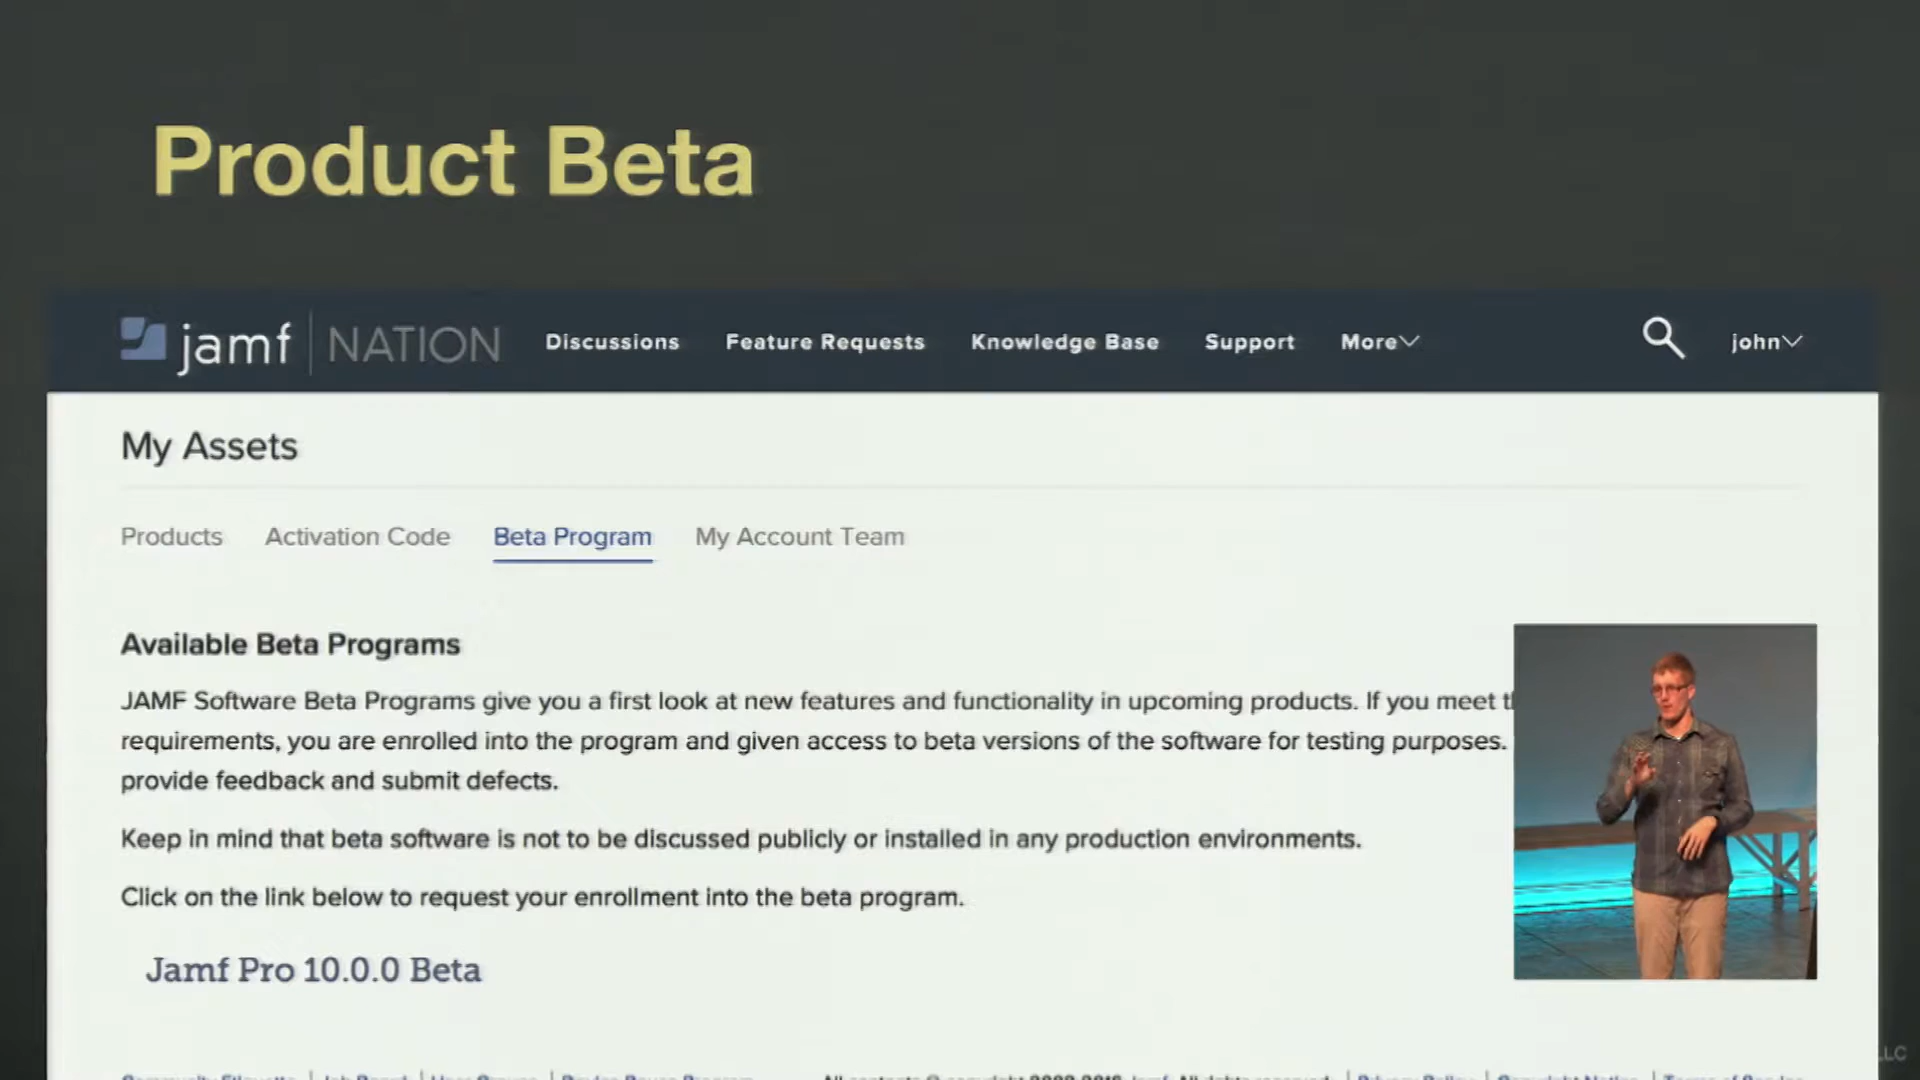 Product Beta
jamf NATION Discussions Feature Requests Knowledge Base Support More john
My Assets
Products Activation Code Beta Program My Account Team
Available Beta Programs
JAMF Software Beta Programs give you a first look at new features and functionality in upcoming products. If you meet
requirements, you are enrolled into the program and given access to beta versions of the software for testing purposes.
provide feedback and submit defects.
Keep in mind that beta software is not to be discussed publicly or installed in any production environments.
Click on the link below to request your enrollment into the beta program.
Jamf Pro 10.0.0 Beta
LLC